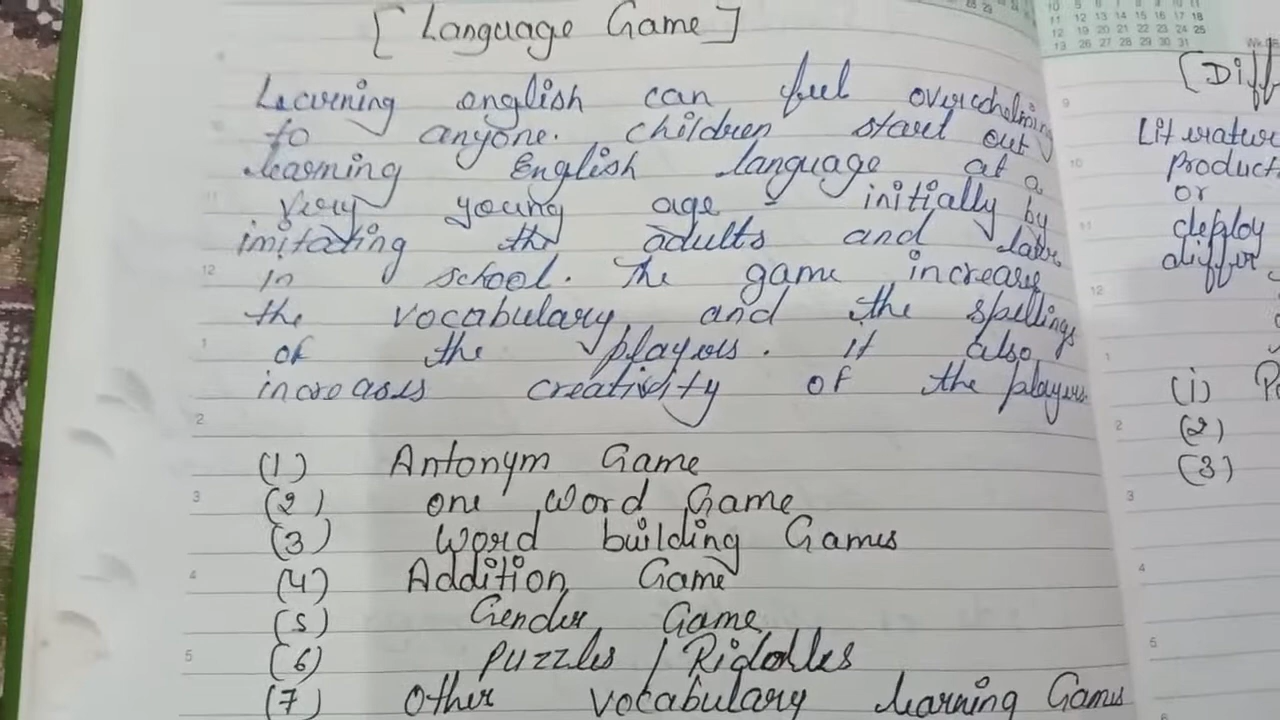 [Language Game]
Learning english can feel overwhelming
to anyone. children start out
learning English language at a
very young age - initially by
imitating the adults and later
in school. The game increase
the vocabulary and the spellings
of the players. It also
increases creativity of the players.
(1) Antonym Game
(2) one word Game
(3) Word building Games
(4) Addition Game
(5) Gender Game
(6) Puzzles / Riddles
(7) Other vocabulary learning Games
[Diff
Literature
Product
or
deploy
differ
(i)
(2)
(3)